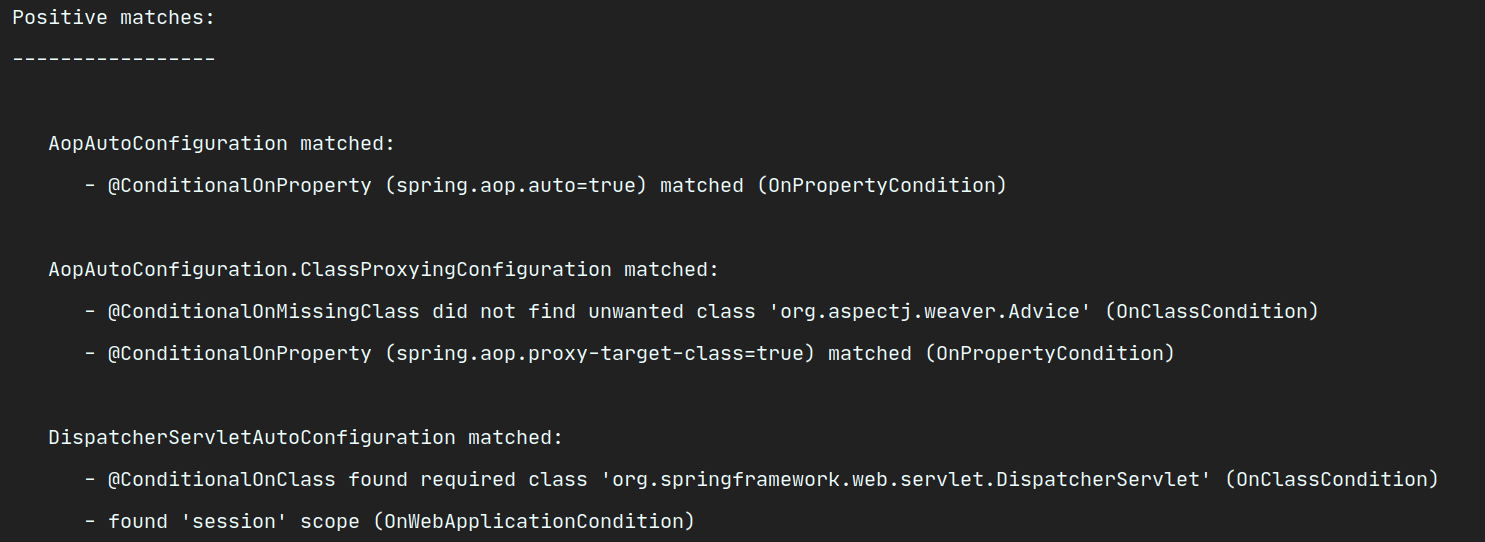 Positive matches:
-----------------
AopAutoConfiguration matched:
- @ConditionalOnProperty (spring.aop.auto=true) matched (OnPropertyCondition)
AopAutoConfiguration.ClassProxyingConfiguration matched:
- @ConditionalOnMissingClass did not find unwanted class 'org.aspectj.weaver.Advice' (OnClassCondition)
- @ConditionalOnProperty (spring.aop.proxy-target-class=true) matched (OnPropertyCondition)
DispatcherServletAutoConfiguration matched:
- @ConditionalOnClass found required class 'org.springframework.web.servlet.DispatcherServlet' (OnClassCondition)
- found 'session' scope (OnWebApplicationCondition)